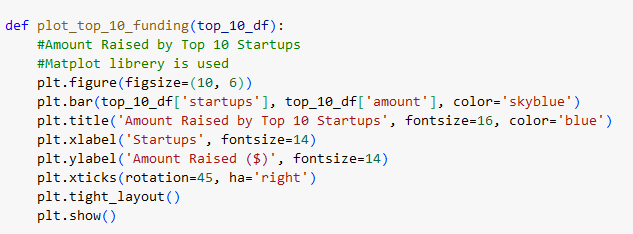 def plot_top_10_funding(top_10_df):
    #Amount Raised by Top 10 Startups
    #Matplot librery is used
    plt.figure(figsize=(10, 6))
    plt.bar(top_10_df['startups'], top_10_df['amount'], color='skyblue')
    plt.title('Amount Raised by Top 10 Startups', fontsize=16, color='blue')
    plt.xlabel('Startups', fontsize=14)
    plt.ylabel('Amount Raised ($)', fontsize=14)
    plt.xticks(rotation=45, ha='right')
    plt.tight_layout()
    plt.show()